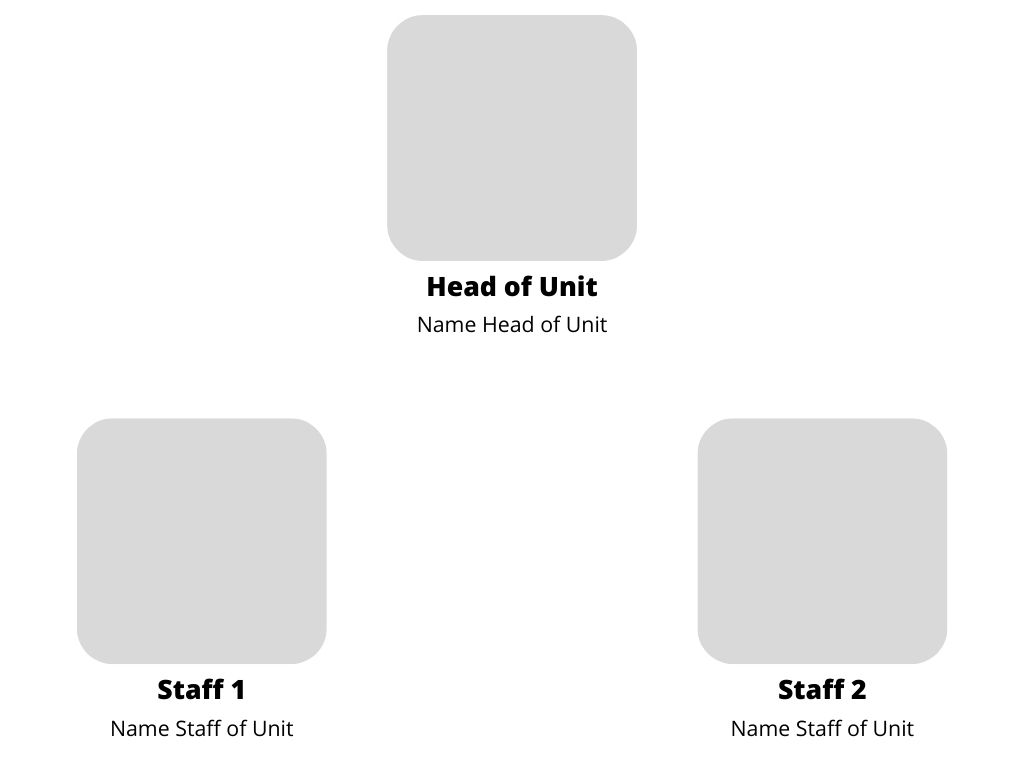 Head of Unit
Name Head of Unit
Staff 1
Name Staff of Unit
Staff 2
Name Staff of Unit